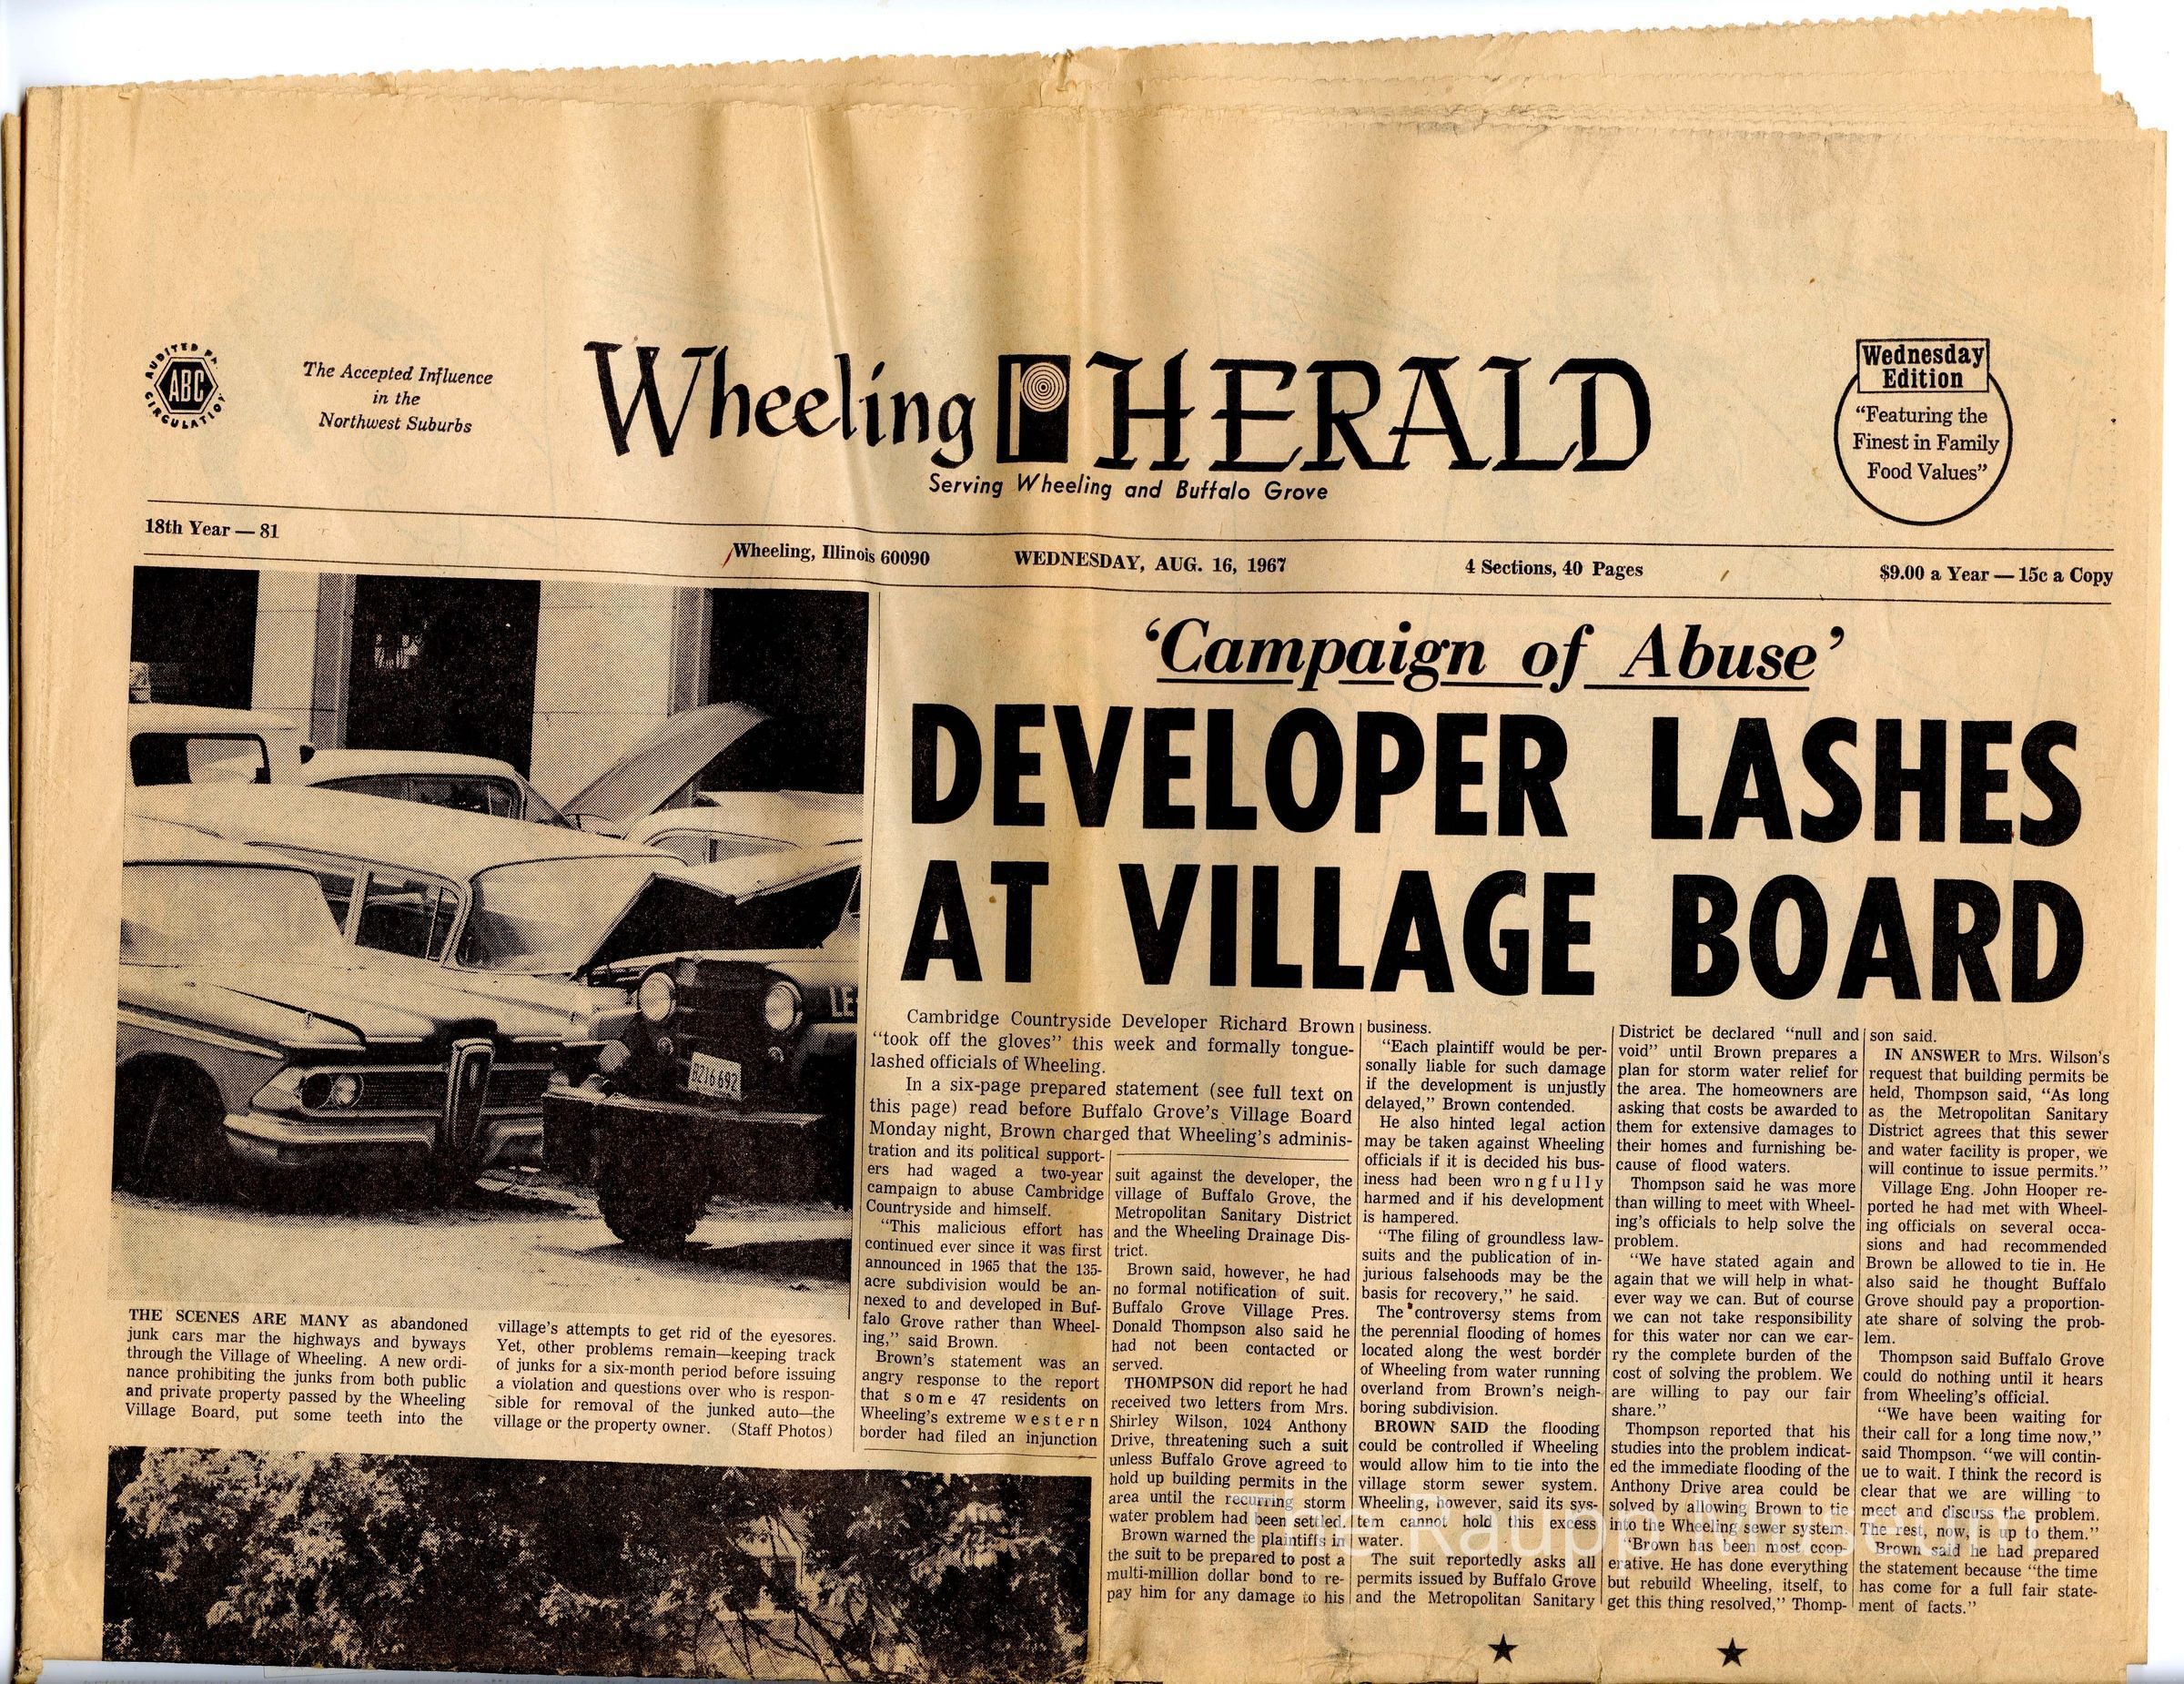 AUDITED PA
ABC
CIRCULATION
The Accepted Influence
in the
Northwest Suburbs
Wheeling HERALD
Serving Wheeling and Buffalo Grove
Wednesday
Edition
“Featuring the
Finest in Family
Food Values”
18th Year — 81
Wheeling, Illinois 60090
WEDNESDAY, AUG. 16, 1967
4 Sections, 40 Pages
$9.00 a Year — 15c a Copy
LE
B216 692
THE SCENES ARE MANY as abandoned
junk cars mar the highways and byways
through the Village of Wheeling. A new ordi-
nance prohibiting the junks from both public
and private property passed by the Wheeling
Village Board, put some teeth into the
village’s attempts to get rid of the eyesores.
Yet, other problems remain—keeping track
of junks for a six-month period before issuing
a violation and questions over who is respon-
sible for removal of the junked auto—the
village or the property owner. (Staff Photos)
‘Campaign of Abuse’
DEVELOPER LASHES
AT VILLAGE BOARD
Cambridge Countryside Developer Richard Brown
“took off the gloves” this week and formally tongue-
lashed officials of Wheeling.
In a six-page prepared statement (see full text on
this page) read before Buffalo Grove’s Village Board
Monday night, Brown charged that Wheeling’s adminis-
tration and its political support-
ers had waged a two-year
campaign to abuse Cambridge
Countryside and himself.
“This malicious effort has
continued ever since it was first
announced in 1965 that the 135-
acre subdivision would be an-
nexed to and developed in Buf-
falo Grove rather than Wheel-
ing,” said Brown.
Brown’s statement was an
angry response to the report
that some 47 residents on
Wheeling’s extreme western
border had filed an injunction
suit against the developer, the
village of Buffalo Grove, the
Metropolitan Sanitary District
and the Wheeling Drainage Dis-
trict.
Brown said, however, he had
no formal notification of suit.
Buffalo Grove Village Pres.
Donald Thompson also said he
had not been contacted or
served.
THOMPSON did report he had
received two letters from Mrs.
Shirley Wilson, 1024 Anthony
Drive, threatening such a suit
unless Buffalo Grove agreed to
hold up building permits in the
area until the recurring storm
water problem had been settled.
Brown warned the plaintiffs in
the suit to be prepared to post a
multi-million dollar bond to re-
pay him for any damage to his
business.
“Each plaintiff would be per-
sonally liable for such damage
if the development is unjustly
delayed,” Brown contended.
He also hinted legal action
may be taken against Wheeling
officials if it is decided his bus-
iness had been wrongfully
harmed and if his development
is hampered.
“The filing of groundless law-
suits and the publication of in-
jurious falsehoods may be the
basis for recovery,” he said.
The controversy stems from
the perennial flooding of homes
located along the west border
of Wheeling from water running
overland from Brown’s neigh-
boring subdivision.
BROWN SAID the flooding
could be controlled if Wheeling
would allow him to tie into the
village storm sewer system.
Wheeling, however, said its sys-
tem cannot hold this excess
water.
The suit reportedly asks all
permits issued by Buffalo Grove
and the Metropolitan Sanitary
District be declared “null and
void” until Brown prepares a
plan for storm water relief for
the area. The homeowners are
asking that costs be awarded to
them for extensive damages to
their homes and furnishing be-
cause of flood waters.
Thompson said he was more
than willing to meet with Wheel-
ing’s officials to help solve the
problem.
“We have stated again and
again that we will help in what-
ever way we can. But of course
we can not take responsibility
for this water nor can we car-
ry the complete burden of the
cost of solving the problem. We
are willing to pay our fair
share.”
Thompson reported that his
studies into the problem indicat-
ed the immediate flooding of the
Anthony Drive area could be
solved by allowing Brown to tie
into the Wheeling sewer system.
“Brown has been most coop-
erative. He has done everything
but rebuild Wheeling, itself, to
get this thing resolved,” Thomp-
son said.
IN ANSWER to Mrs. Wilson’s
request that building permits be
held, Thompson said, “As long
as the Metropolitan Sanitary
District agrees that this sewer
and water facility is proper, we
will continue to issue permits.”
Village Eng. John Hooper re-
ported he had met with Wheel-
ing officials on several occa-
sions and had recommended
Brown be allowed to tie in. He
also said he thought Buffalo
Grove should pay a proportion-
ate share of solving the prob-
lem.
Thompson said Buffalo Grove
could do nothing until it hears
from Wheeling’s official.
“We have been waiting for
their call for a long time now,”
said Thompson. “we will contin-
ue to wait. I think the record is
clear that we are willing to
meet and discuss the problem.
The rest, now, is up to them.”
Brown said he had prepared
the statement because “the time
has come for a full fair state-
ment of facts.”
The Raupp Museum